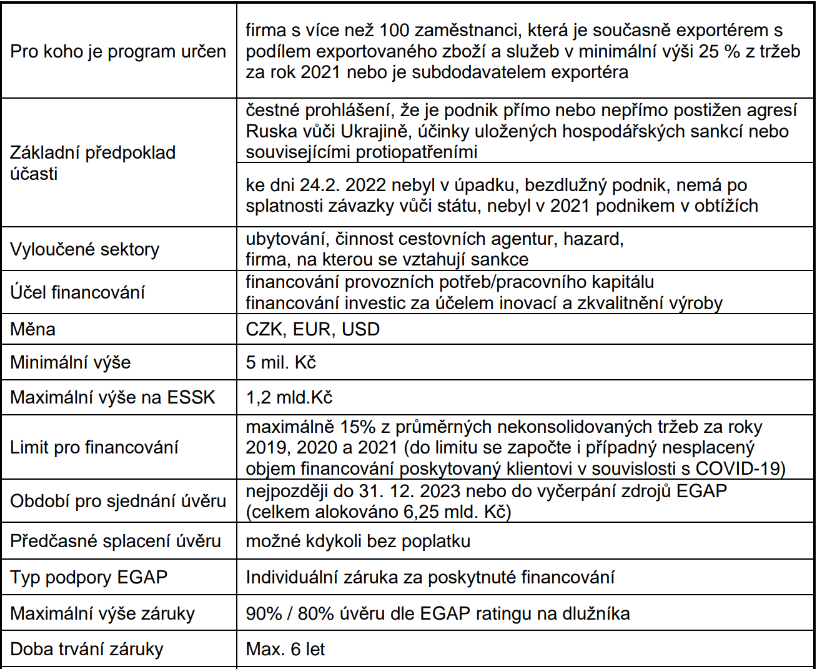 Pro koho je program určen
firma s více než 100 zaměstnanci, která je současně exportérem s
podílem exportovaného zboží a služeb v minimální výši 25 % z tržeb
za rok 2021 nebo je subdodavatelem exportéra
Základní předpoklad
účasti
čestné prohlášení, že je podnik přímo nebo nepřímo postižen agresí
Ruska vůči Ukrajině, účinky uložených hospodářských sankcí nebo
souvisejícími protiopatřeními
ke dni 24.2. 2022 nebyl v úpadku, bezdlužný podnik, nemá po
splatnosti závazky vůči státu, nebyl v 2021 podnikem v obtížích
Vyloučené sektory
ubytování, činnost cestovních agentur, hazard,
firma, na kterou se vztahují sankce
Účel financování
financování provozních potřeb/pracovního kapitálu
financování investic za účelem inovací a zkvalitnění výroby
Měna
CZK, EUR, USD
Minimální výše
5 mil. Kč
Maximální výše na ESSK
1,2 mld.Kč
Limit pro financování
maximálně 15% z průměrných nekonsolidovaných tržeb za roky
2019, 2020 a 2021 (do limitu se započte i případný nesplacený
objem financování poskytovaný klientovi v souvislosti s COVID-19)
Období pro sjednání úvěru
nejpozději do 31. 12. 2023 nebo do vyčerpání zdrojů EGAP
(celkem alokováno 6,25 mld. Kč)
Předčasné splacení úvěru
možné kdykoli bez poplatku
Typ podpory EGAP
Individuální záruka za poskytnuté financování
Maximální výše záruky
90% / 80% úvěru dle EGAP ratingu na dlužníka
Doba trvání záruky
Max. 6 let